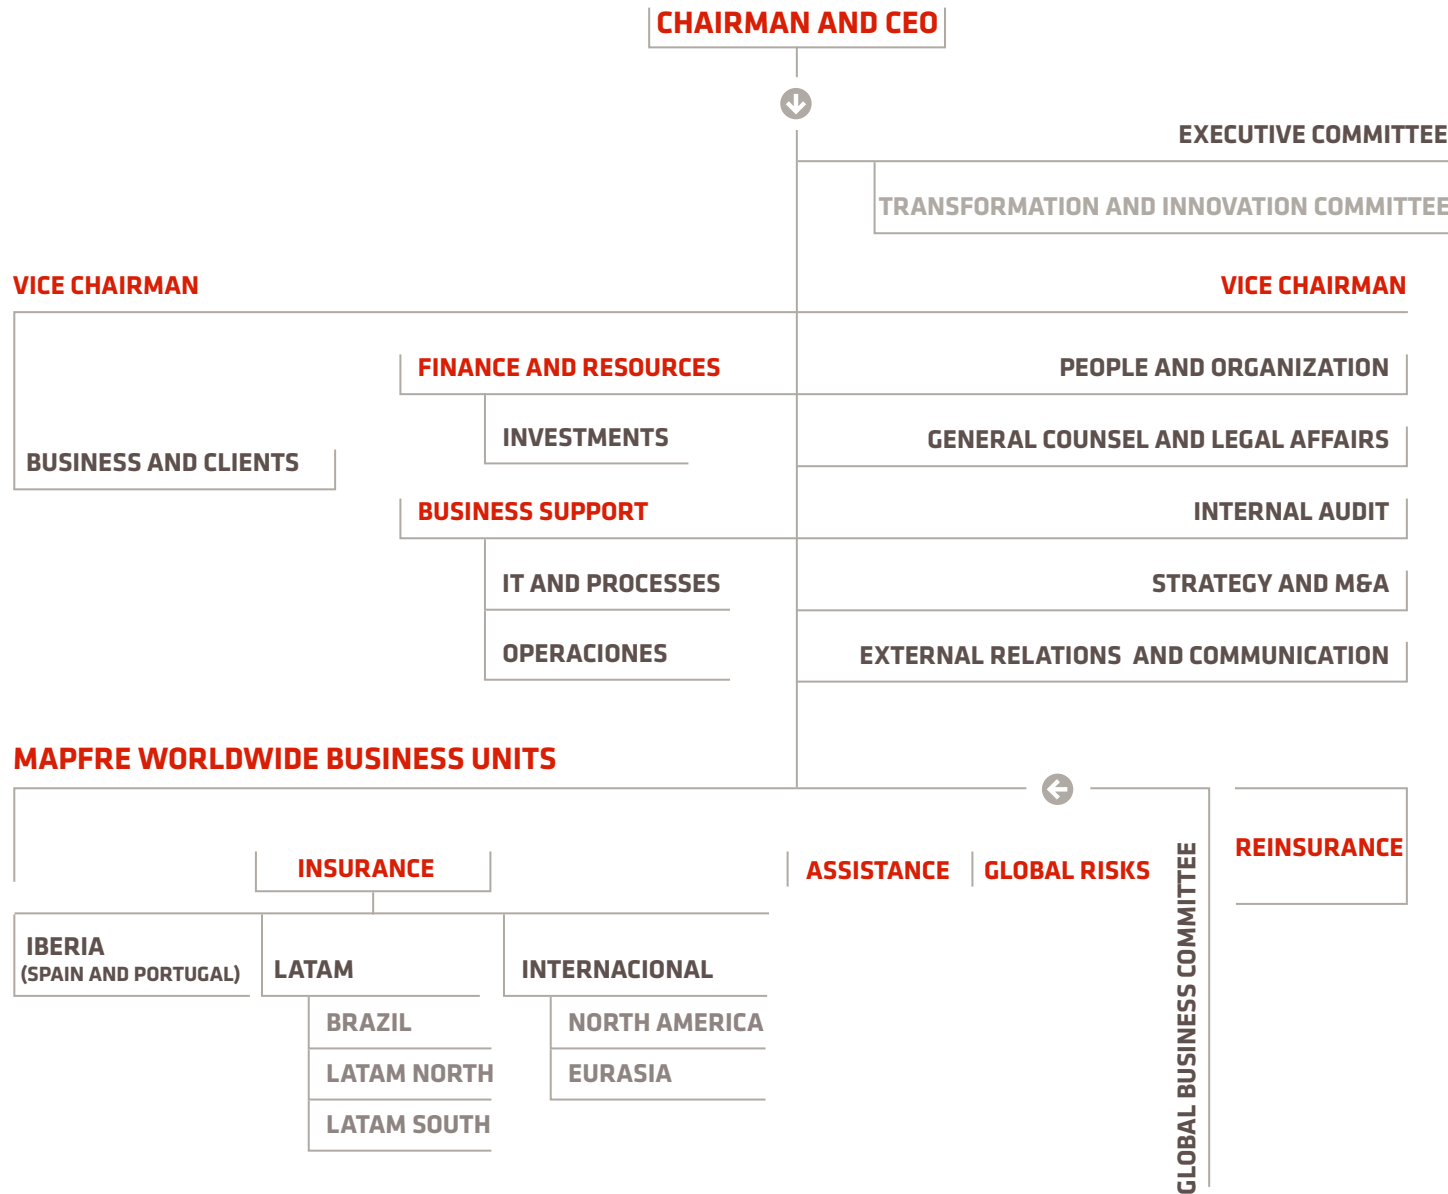 CHAIRMAN AND CEO
EXECUTIVE COMMITTEE
TRANSFORMATION AND INNOVATION COMMITTEE
VICE CHAIRMAN
VICE CHAIRMAN
BUSINESS AND CLIENTS
FINANCE AND RESOURCES
INVESTMENTS
BUSINESS SUPPORT
IT AND PROCESSES
OPERACIONES
PEOPLE AND ORGANIZATION
GENERAL COUNSEL AND LEGAL AFFAIRS
INTERNAL AUDIT
STRATEGY AND M&A
EXTERNAL RELATIONS AND COMMUNICATION
MAPFRE WORLDWIDE BUSINESS UNITS
INSURANCE
IBERIA
(SPAIN AND PORTUGAL)
LATAM
BRAZIL
LATAM NORTH
LATAM SOUTH
INTERNACIONAL
NORTH AMERICA
EURASIA
ASSISTANCE
GLOBAL RISKS
GLOBAL BUSINESS COMMITTEE
REINSURANCE